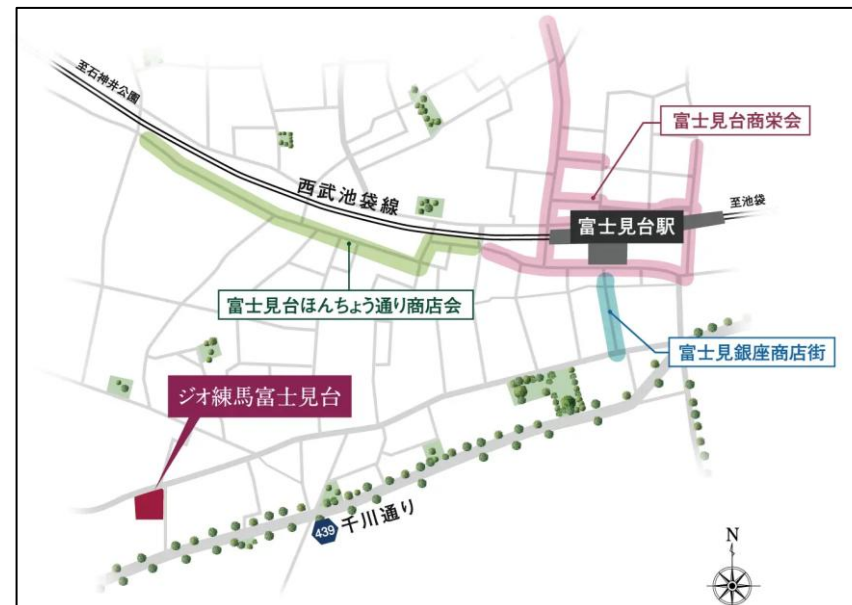 至石神井公園
西武池袋線
富士見台商栄会
富士見台駅
至池袋
富士見台ほんちょう通り商店会
富士見銀座商店街
ジオ練馬富士見台
439
千川通り
N